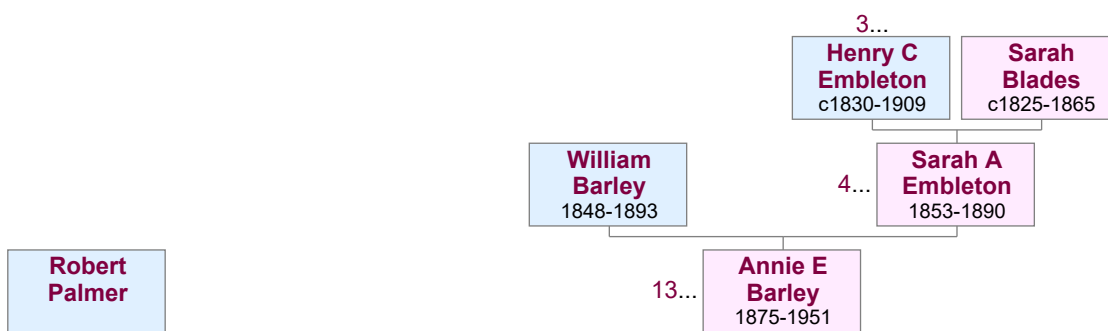 3...
Henry C
Embleton
c1830-1909
Sarah
Blades
c1825-1865
William
Barley
1848-1893
4...
Sarah A
Embleton
1853-1890
Robert
Palmer
13...
Annie E
Barley
1875-1951